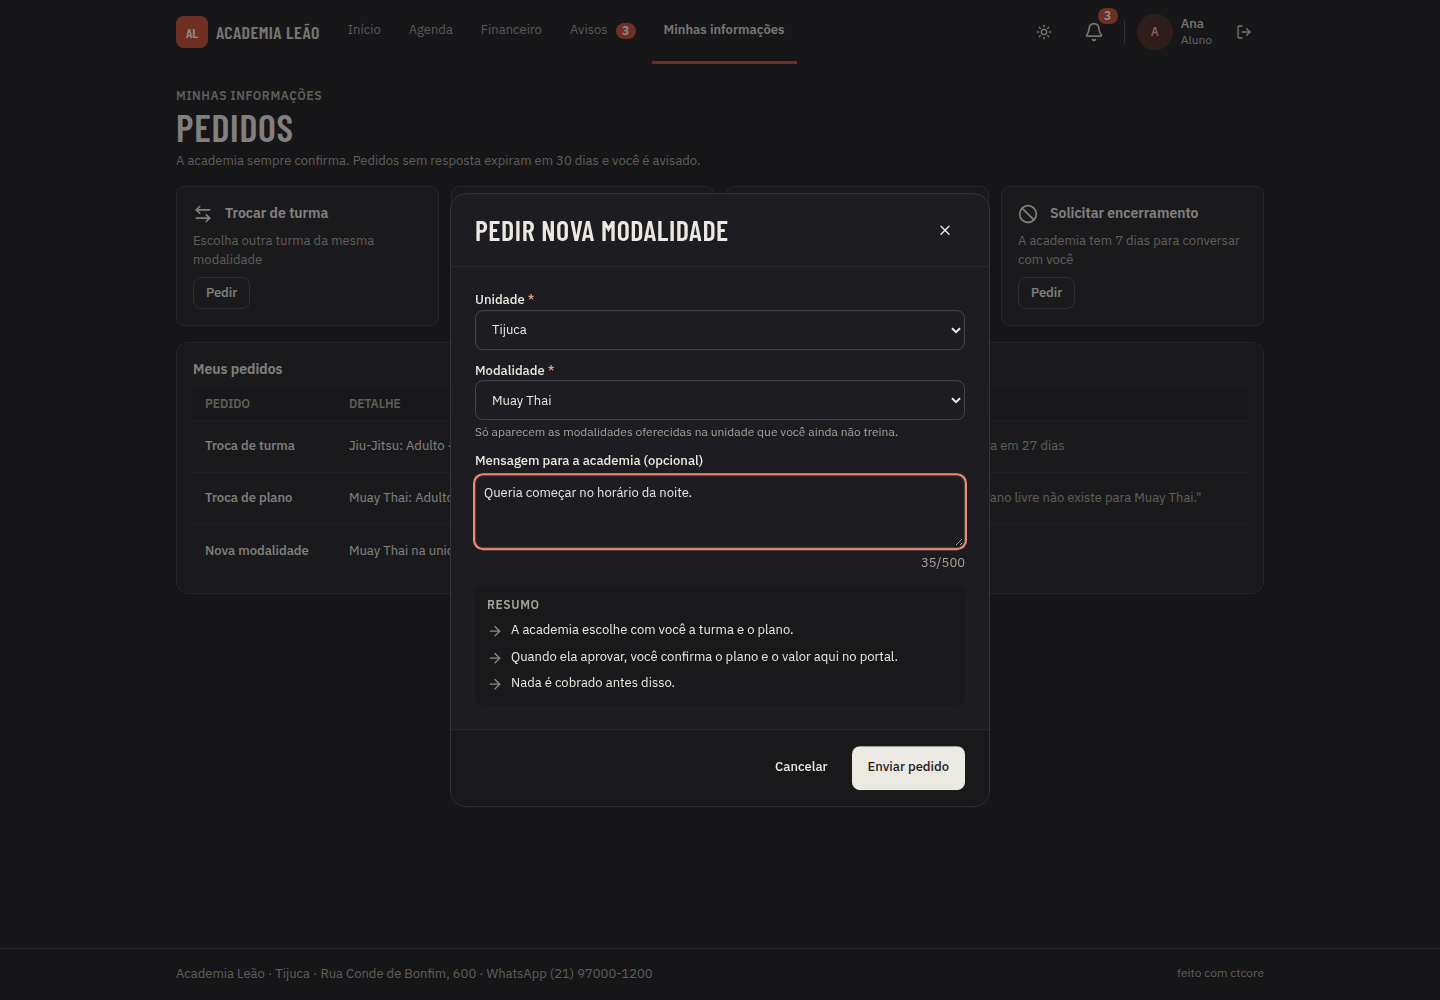 AL ACADEMIA LEÃO Início Agenda Financeiro Avisos 3 Minhas informações 3 A Ana
Aluno
MINHAS INFORMAÇÕES
PEDIDOS
A academia sempre confirma. Pedidos sem resposta expiram em 30 dias e você é avisado.
Trocar de turma
Escolha outra turma da mesma
modalidade
Pedir
Solicitar encerramento
A academia tem 7 dias para conversar
com você
Pedir
Meus pedidos
PEDIDO DETALHE
Troca de turma Jiu-Jitsu: Adulto · a em 27 dias
Troca de plano Muay Thai: Adulto ano livre não existe para Muay Thai."
Nova modalidade Muay Thai na
PEDIR NOVA MODALIDADE
Unidade *
Tijuca
Modalidade *
Muay Thai
Só aparecem as modalidades oferecidas na unidade que você ainda não treina.
Mensagem para a academia (opcional)
Queria começar no horário da noite.
35/500
RESUMO
A academia escolhe com você a turma e o plano.
Quando ela aprovar, você confirma o plano e o valor aqui no portal.
Nada é cobrado antes disso.
Cancelar Enviar pedido
Academia Leão · Tijuca · Rua Conde de Bonfim, 600 · WhatsApp (21) 97000-1200 feito com ctcore